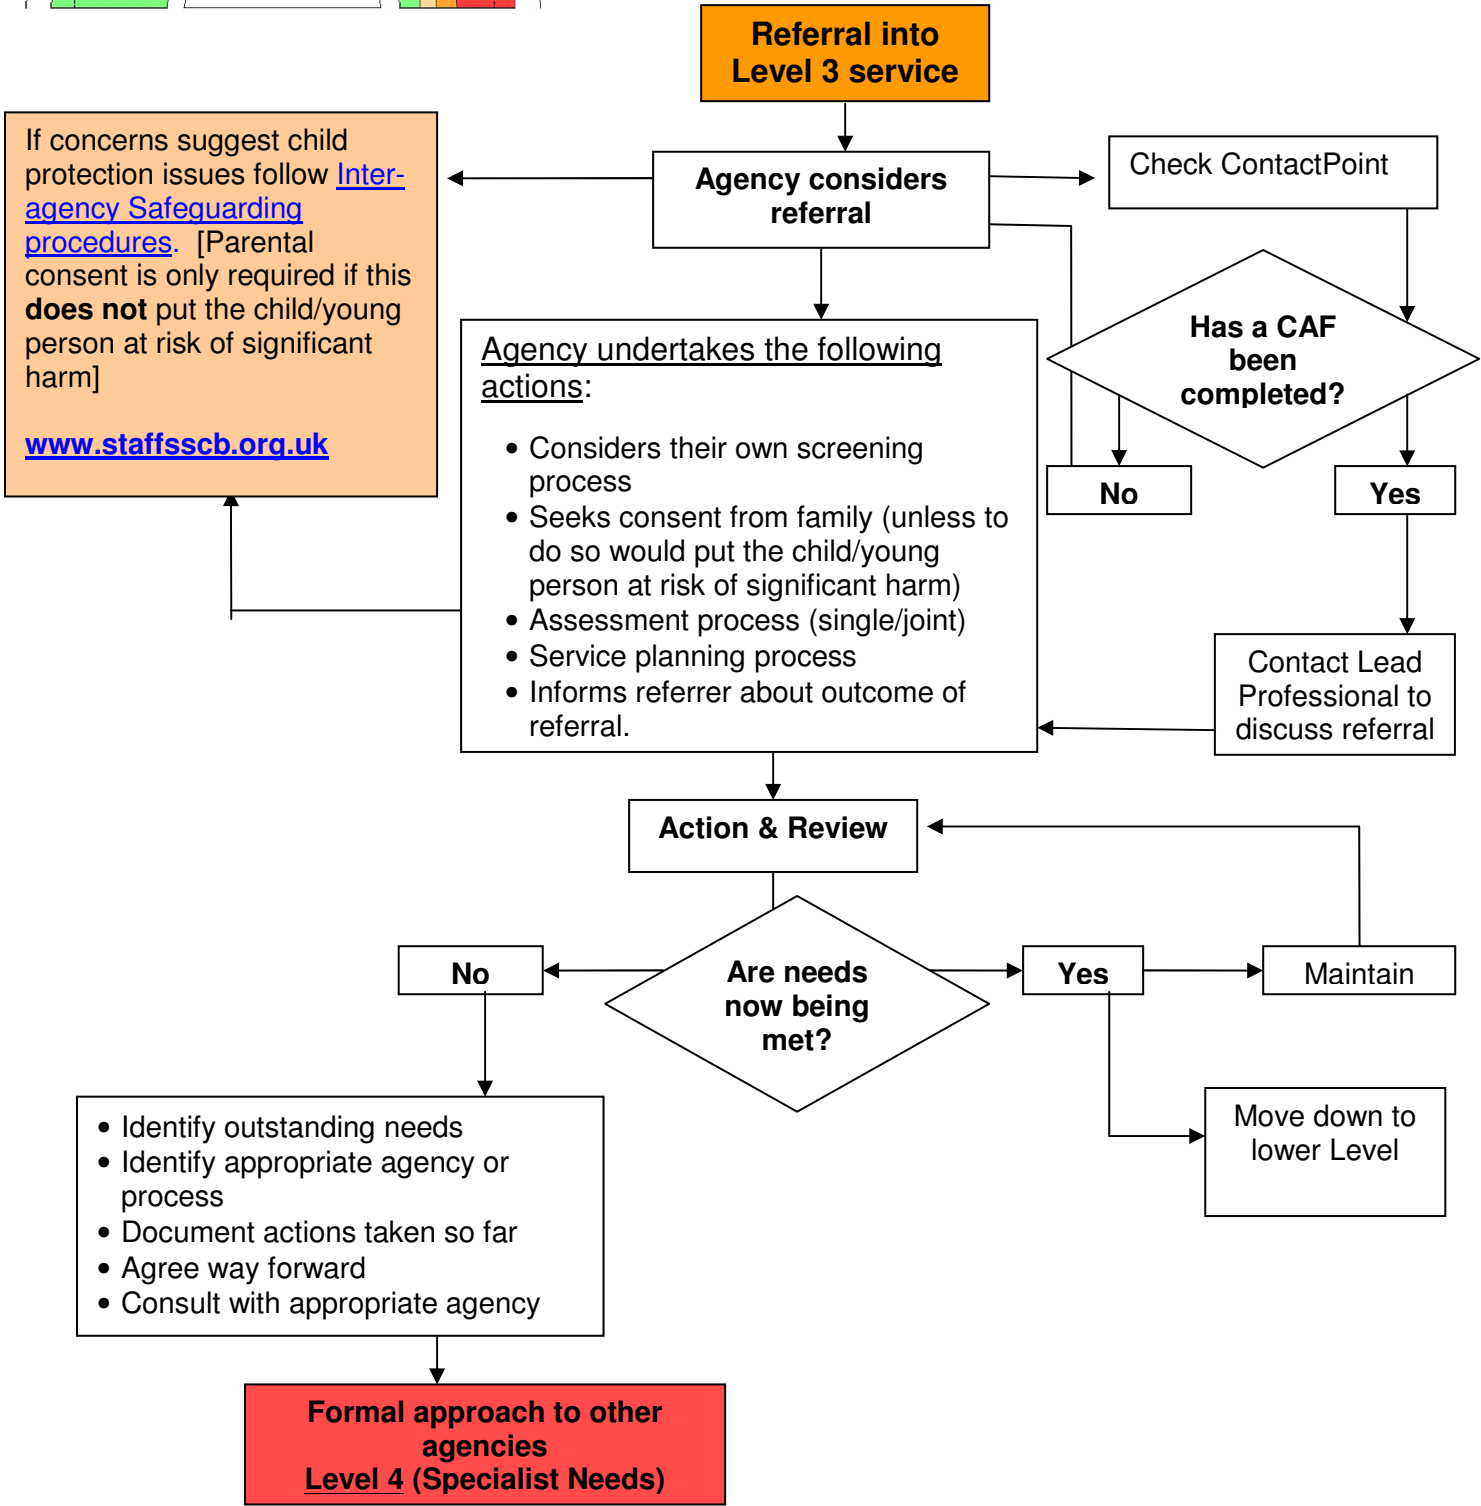 Referral into
Level 3 service
If concerns suggest child
protection issues follow Inter-
agency Safeguarding
procedures.  [Parental
consent is only required if this
does not put the child/young
person at risk of significant
harm]
www.staffsscb.org.uk
Agency considers
referral
Check ContactPoint
Has a CAF
been
completed?
No
Yes
Agency undertakes the following
actions:
• Considers their own screening
process
• Seeks consent from family (unless to
do so would put the child/young
person at risk of significant harm)
• Assessment process (single/joint)
• Service planning process
• Informs referrer about outcome of
referral.
Contact Lead
Professional to
discuss referral
Action & Review
Are needs
now being
met?
No
Yes
Maintain
Move down to
lower Level
• Identify outstanding needs
• Identify appropriate agency or
process
• Document actions taken so far
• Agree way forward
• Consult with appropriate agency
Formal approach to other
agencies
Level 4 (Specialist Needs)